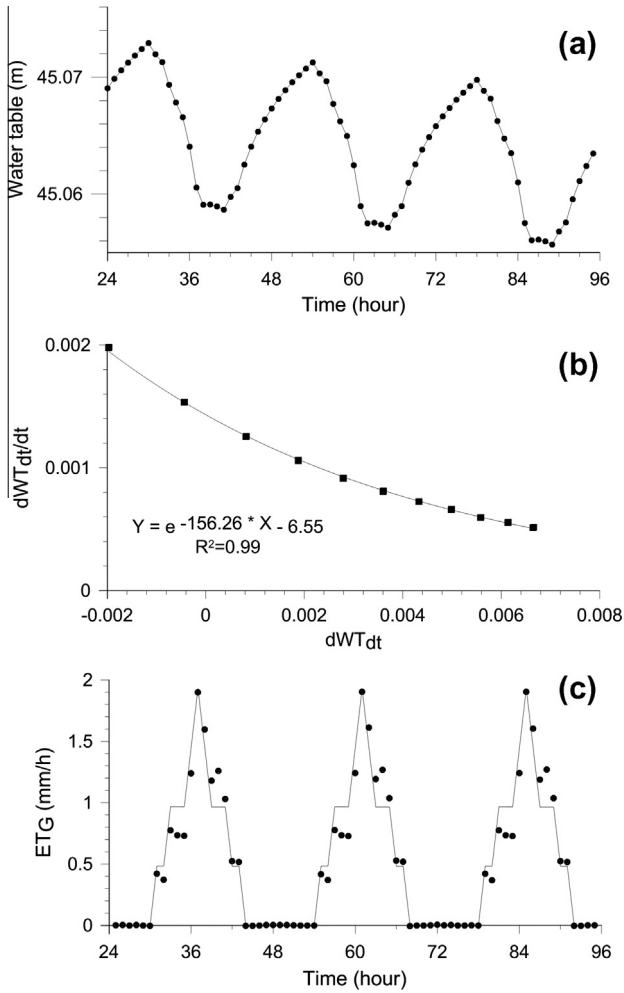 (a)
Water table (m)
45.07
45.06
24 36 48 60 72 84 96
Time (hour)
(b)
dWTdt/dt
0.002
0.001
0
Y = e -156.26 * X - 6.55
R²=0.99
-0.002 0 0.002 0.004 0.006 0.008
dWTdt
(c)
ETG (mm/h)
2
1.5
1
0.5
0
24 36 48 60 72 84 96
Time (hour)